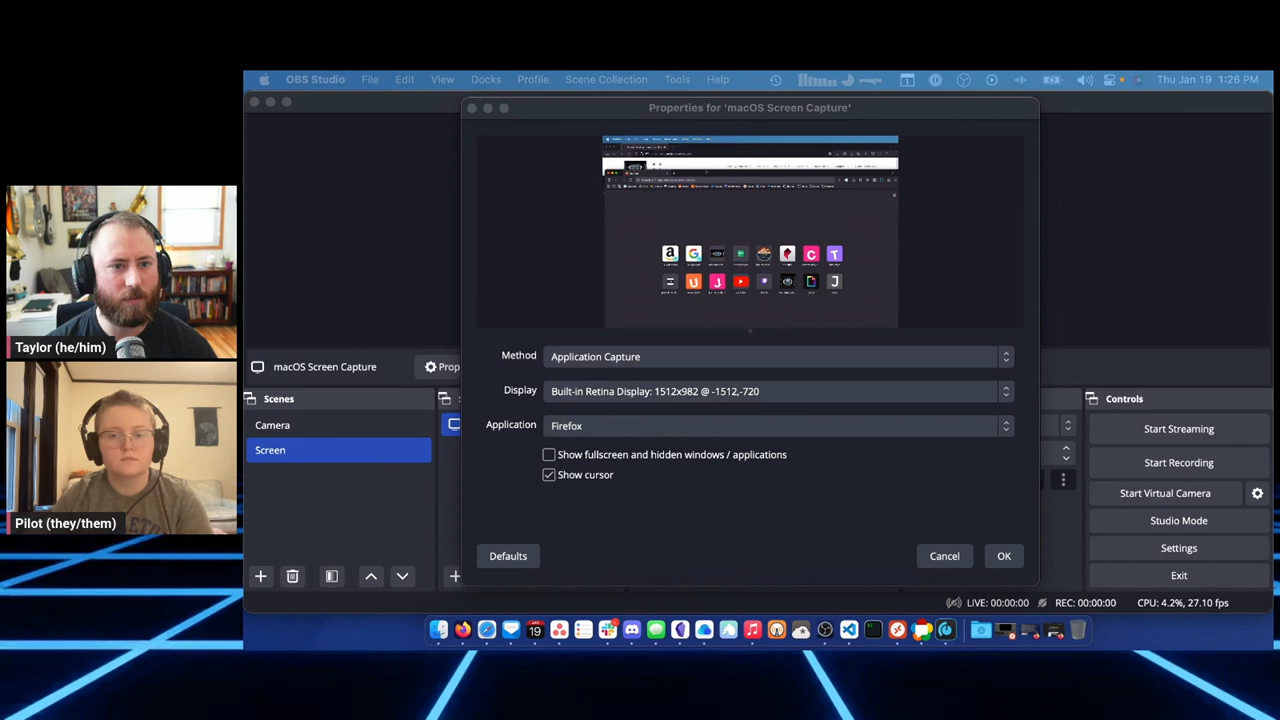 OBS Studio File Edit View Docks Profile Scene Collection Tools Help Thu Jan 19 1:26 PM
Properties for 'macOS Screen Capture'
Method Application Capture
Display Built-in Retina Display: 1512x982 @ -1512,-720
Application Firefox
Show fullscreen and hidden windows / applications
Show cursor
Defaults Cancel OK
macOS Screen Capture Prop
Scenes
Camera
Screen
Controls
Start Streaming
Start Recording
Start Virtual Camera
Studio Mode
Settings
Exit
LIVE: 00:00:00 REC: 00:00:00 CPU: 4.2%, 27.10 fps
19
Taylor (he/him)
Pilot (they/them)